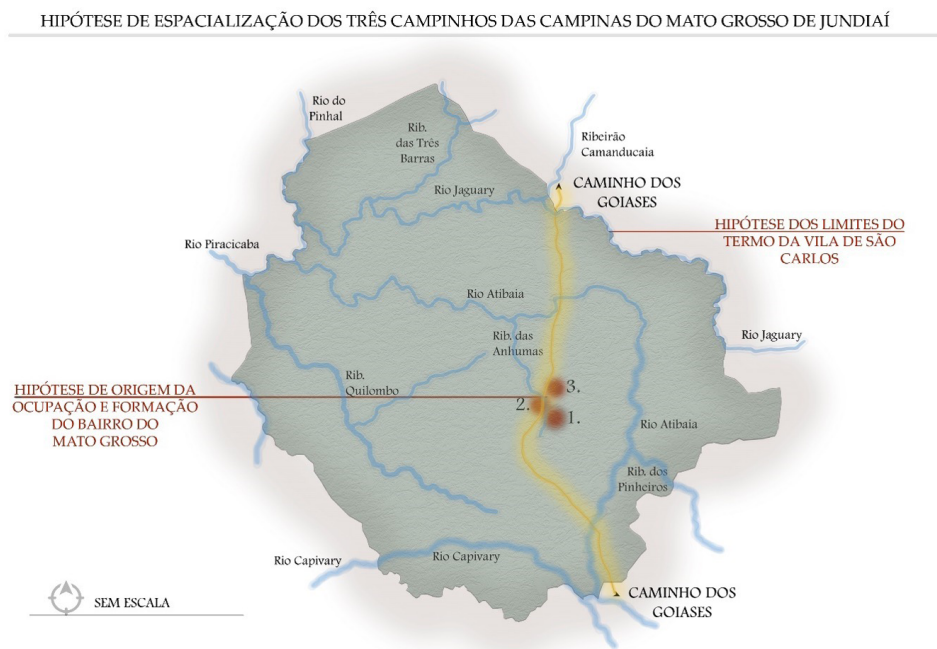 HIPÓTESE DE ESPACIALIZAÇÃO DOS TRÊS CAMPINHOS DAS CAMPINAS DO MATO GROSSO DE JUNDIAÍ
Rio do
Pinhal
Rib.
das Três
Barras
Ribeirão
Camanducaia
Rio Jaguary
CAMINHO DOS
GOIASES
HIPÓTESE DOS LIMITES DO
TERMO DA VILA DE SÃO
CARLOS
Rio Piracicaba
Rio Atibaia
Rib. das
Anhumas
Rio Jaguary
Rib.
Quilombo
HIPÓTESE DE ORIGEM DA
OCUPAÇÃO E FORMAÇÃO
DO BAIRRO DO
MATO GROSSO
3.
2.
1.
Rio Atibaia
Rib. dos
Pinheiros
Rio Capivary
Rio Capivary
CAMINHO DOS
GOIASES
SEM ESCALA